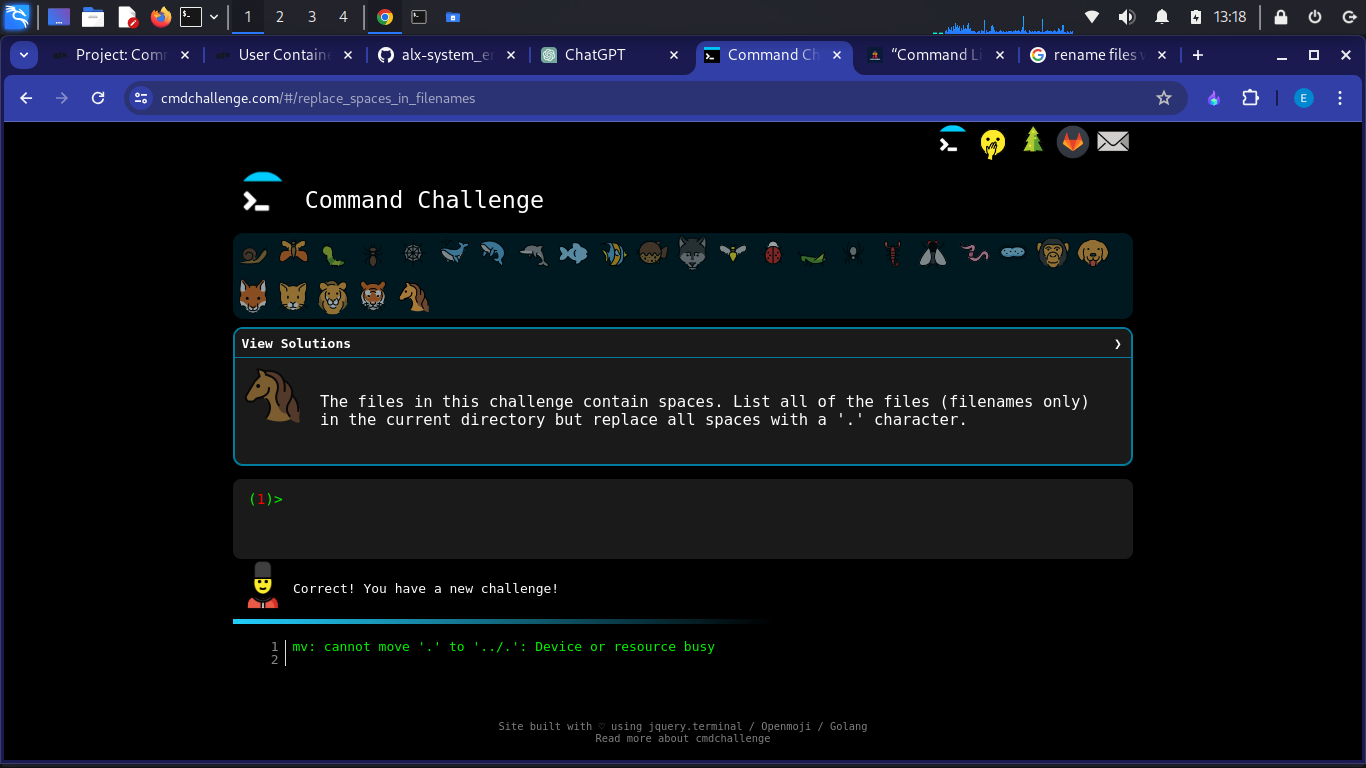 1 2 3 4 13:18
Project: Com User Containe alx-system_e ChatGPT Command Ch “Command Li rename files
cmdchallenge.com/#/replace_spaces_in_filenames E
Command Challenge
View Solutions
The files in this challenge contain spaces. List all of the files (filenames only)
in the current directory but replace all spaces with a '.' character.
(1)>
Correct! You have a new challenge!
1 mv: cannot move '.' to '../.': Device or resource busy
2
Site built with ♡ using jquery.terminal / Openmoji / Golang
Read more about cmdchallenge